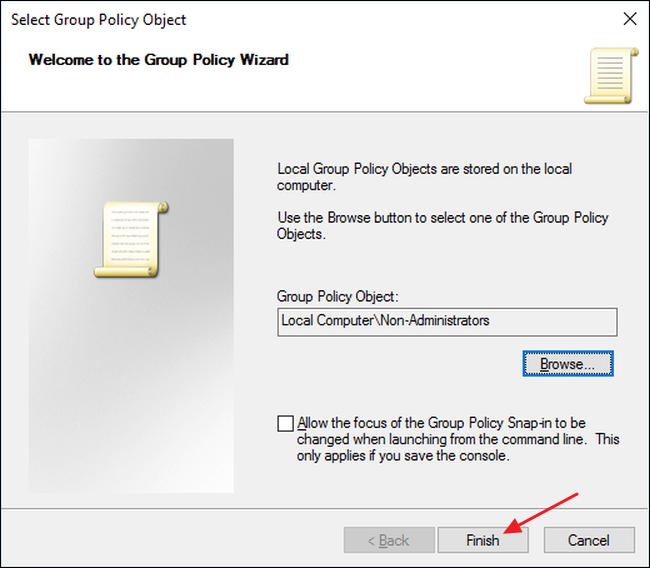 Select Group Policy Object
Welcome to the Group Policy Wizard
Local Group Policy Objects are stored on the local
computer.
Use the Browse button to select one of the Group Policy
Objects.
Group Policy Object:
Local Computer\Non-Administrators
Browse...
Allow the focus of the Group Policy Snap-in to be
changed when launching from the command line.  This
only applies if you save the console.
< Back
Finish
Cancel